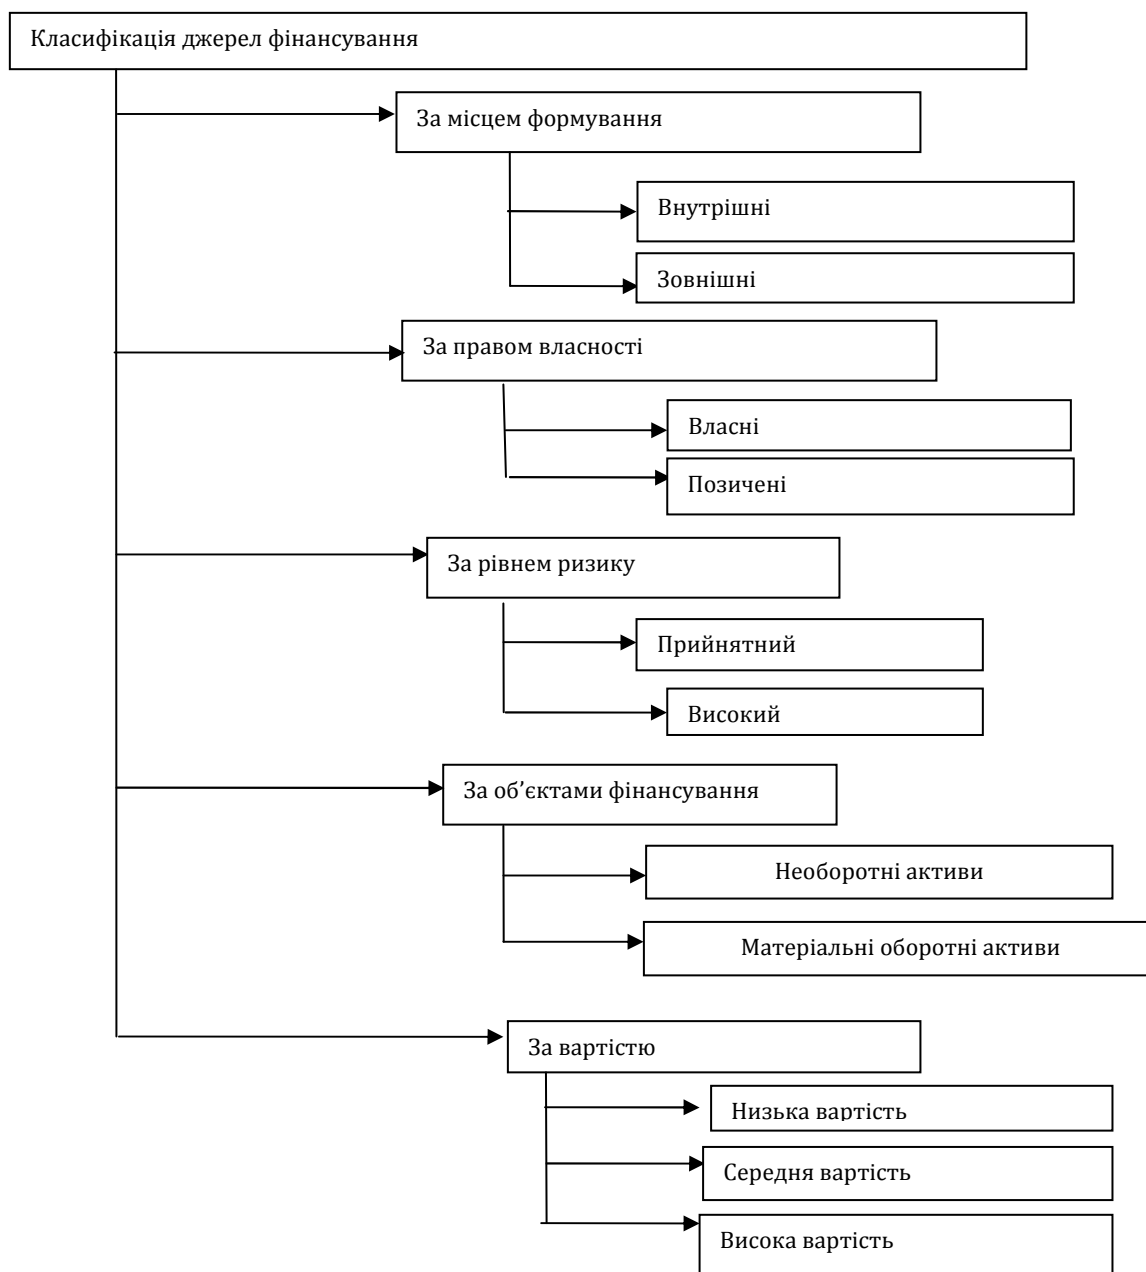 Класифікація джерел фінансування
За місцем формування
Внутрішні
Зовнішні
За правом власності
Власні
Позичені
За рівнем ризику
Прийнятний
Високий
За об’єктами фінансування
Необоротні активи
Матеріальні оборотні активи
За вартістю
Низька вартість
Середня вартість
Висока вартість